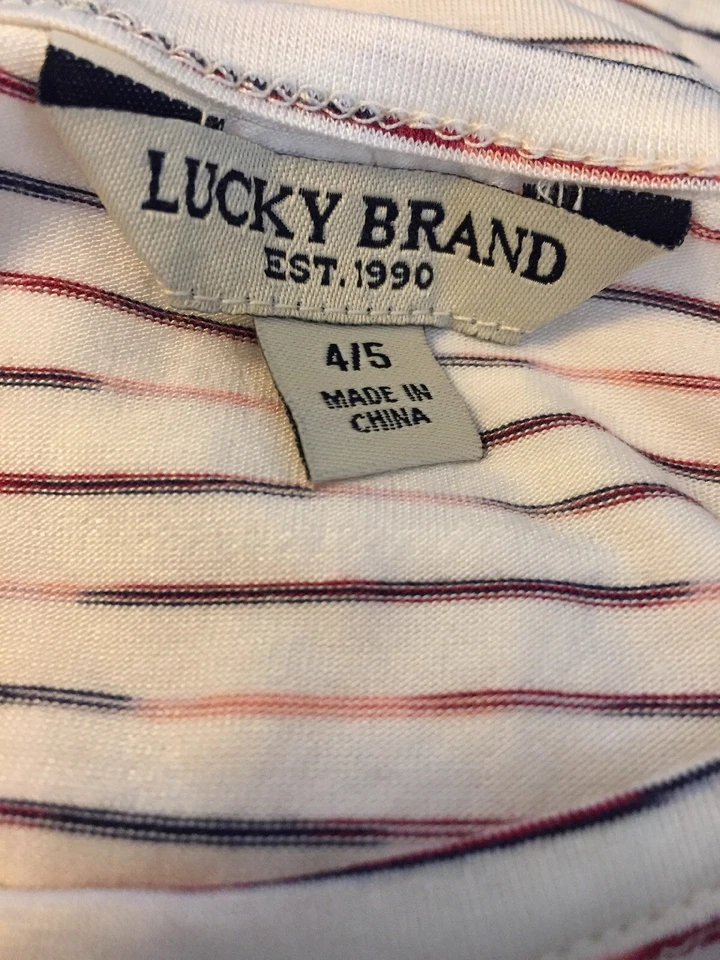 LUCKY BRAND
EST. 1990
4/5
MADE IN
CHINA